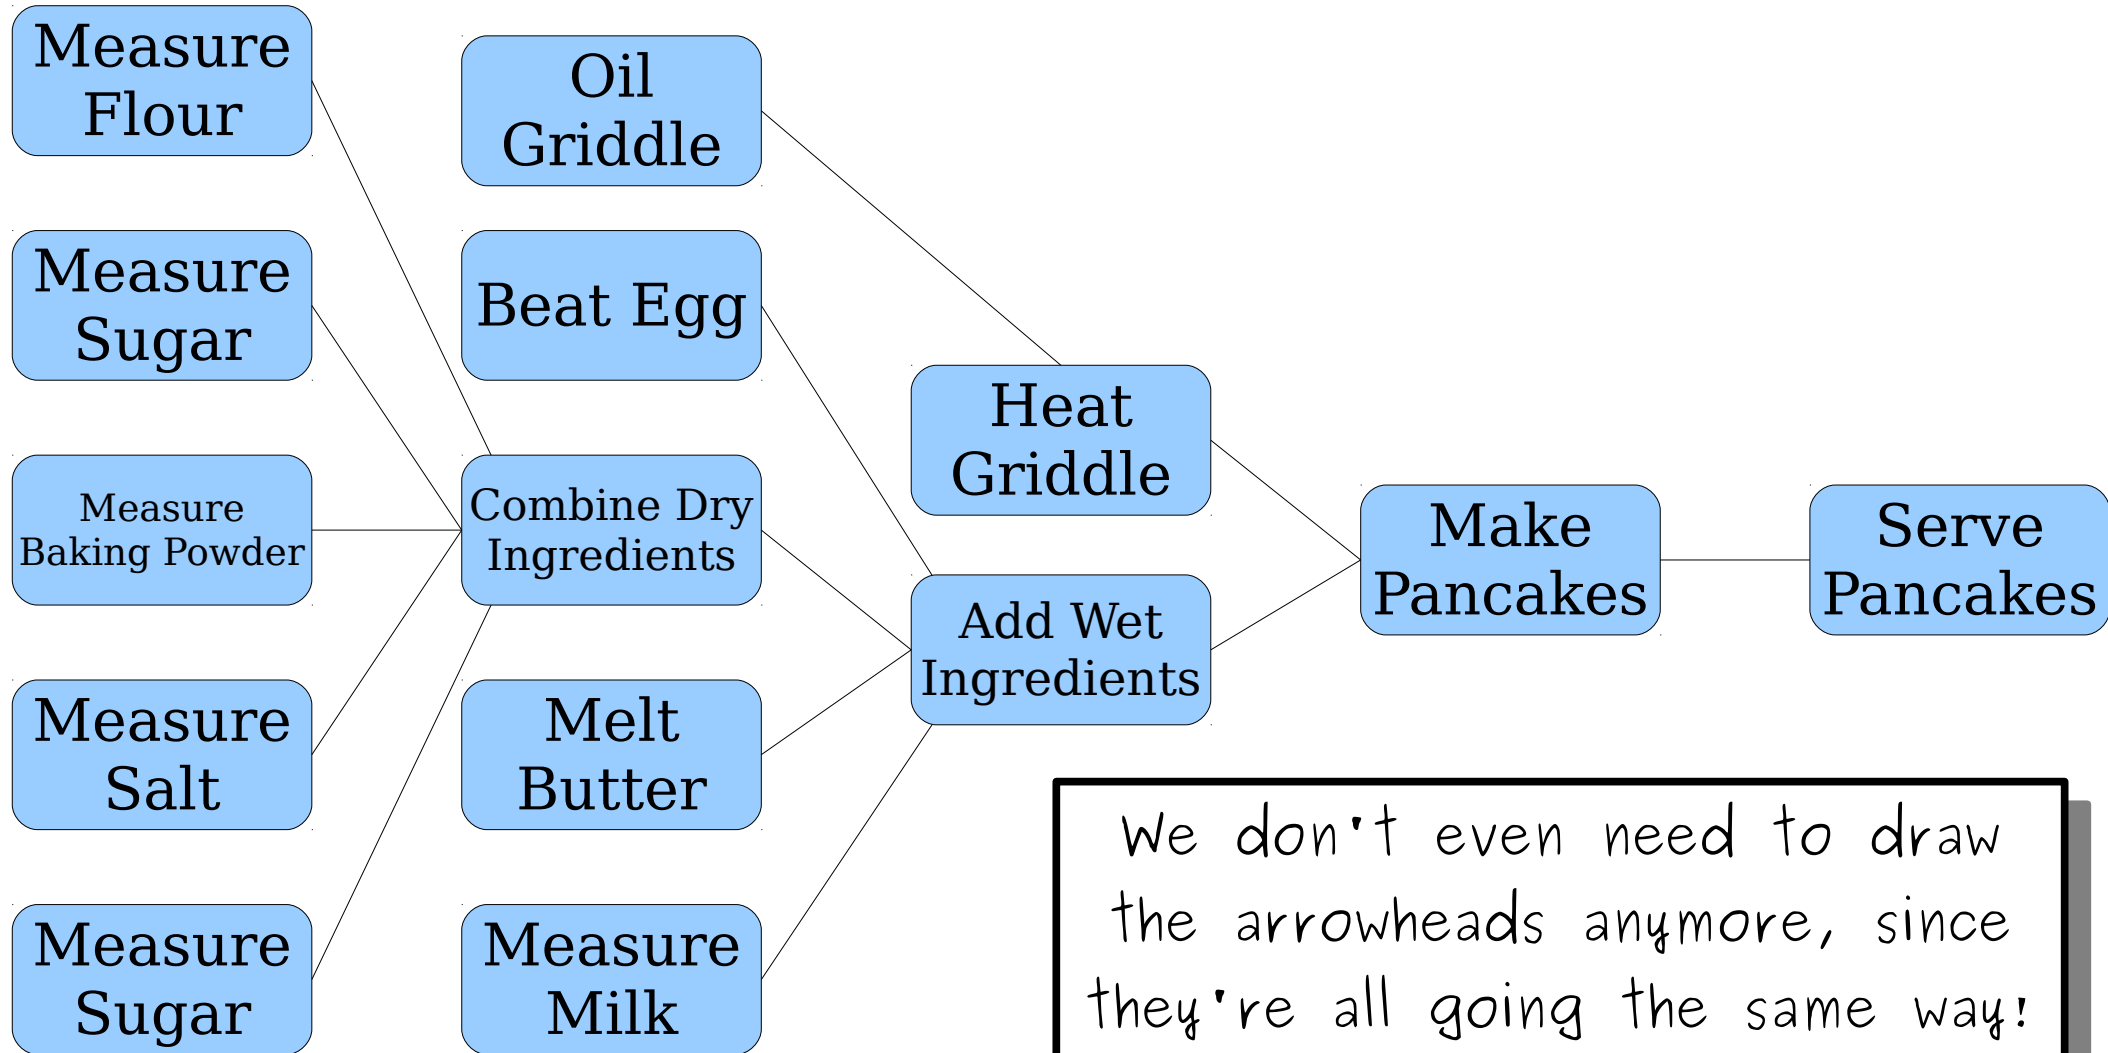 Measure
Flour
Measure
Sugar
Measure
Baking Powder
Measure
Salt
Measure
Sugar
Oil
Griddle
Beat Egg
Combine Dry
Ingredients
Melt
Butter
Measure
Milk
Heat
Griddle
Add Wet
Ingredients
Make
Pancakes
Serve
Pancakes
We don't even need to draw
the arrowheads anymore, since
they're all going the same way!